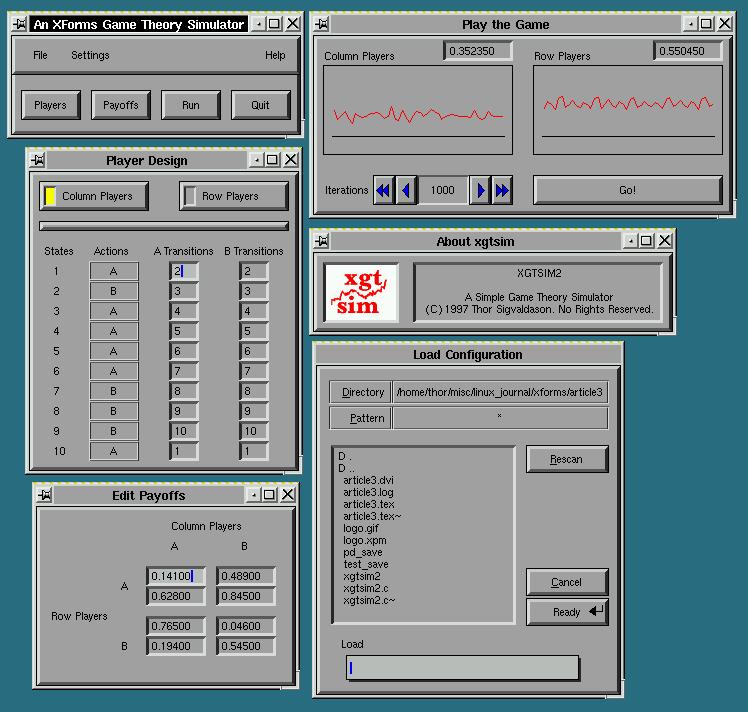 An XForms Game Theory Simulator
File Settings Help
Players Payoffs Run Quit
Play the Game
Column Players 0.352350 Row Players 0.550450
Iterations 1000 Go!
Player Design
Column Players Row Players
States Actions A Transitions B Transitions
1 A 2 2
2 B 3 3
3 A 4 4
4 A 5 5
5 A 6 6
6 A 7 7
7 B 8 8
8 B 9 9
9 B 10 10
10 A 1 1
About xgtsim
xgt
sim
XGTSIM2
A Simple Game Theory Simulator
(C) 1997 Thor Sigvaldason. No Rights Reserved.
Load Configuration
Directory /home/thor/misc/linux_journal/xforms/article3
Pattern *
D .
D ..
article3.dvi
article3.log
article3.tex
article3.tex~
logo.gif
logo.xpm
pd_save
test_save
xgtsim2
xgtsim2.c
xgtsim2.c~
Rescan
Cancel
Ready
Load
Edit Payoffs
Column Players
A B
A
0.14100 0.48900
0.62800 0.84500
Row Players
0.76500 0.04600
B
0.19400 0.54500